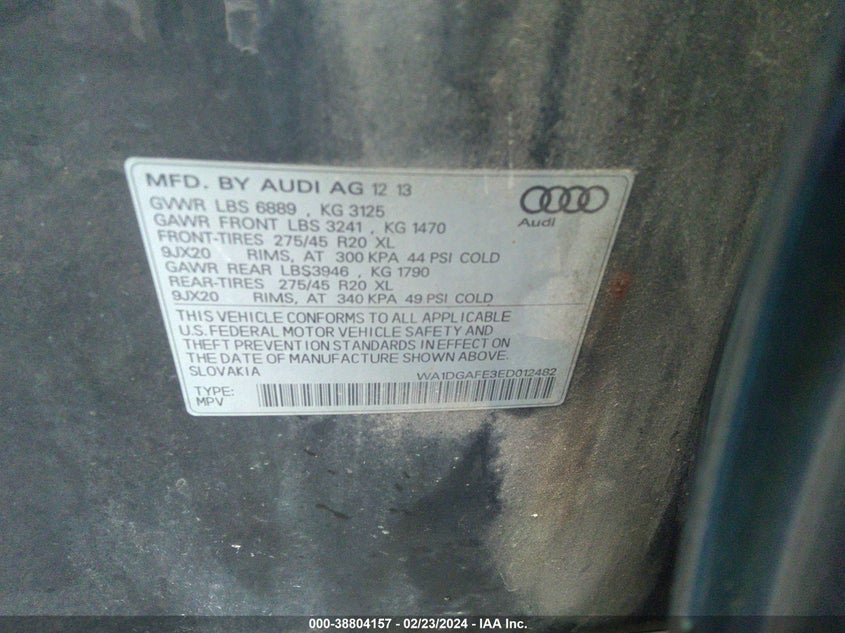 MFD. BY AUDI AG 12 13
GVWR LBS 6889 , KG 3125
GAWR FRONT LBS 3241 , KG 1470
FRONT-TIRES 275/45 R20 XL
9JX20 RIMS, AT 300 KPA 44 PSI COLD
GAWR REAR LBS3946 , KG 1790
REAR-TIRES 275/45 R20 XL
9JX20 RIMS, AT 340 KPA 49 PSI COLD
Audi
THIS VEHICLE CONFORMS TO ALL APPLICABLE
U.S. FEDERAL MOTOR VEHICLE SAFETY AND
THEFT PREVENTION STANDARDS IN EFFECT ON
THE DATE OF MANUFACTURE SHOWN ABOVE.
SLOVAKIA WA1DGAFE3ED012482
TYPE:
MPV
000-38804157 - 02/23/2024 - IAA Inc.